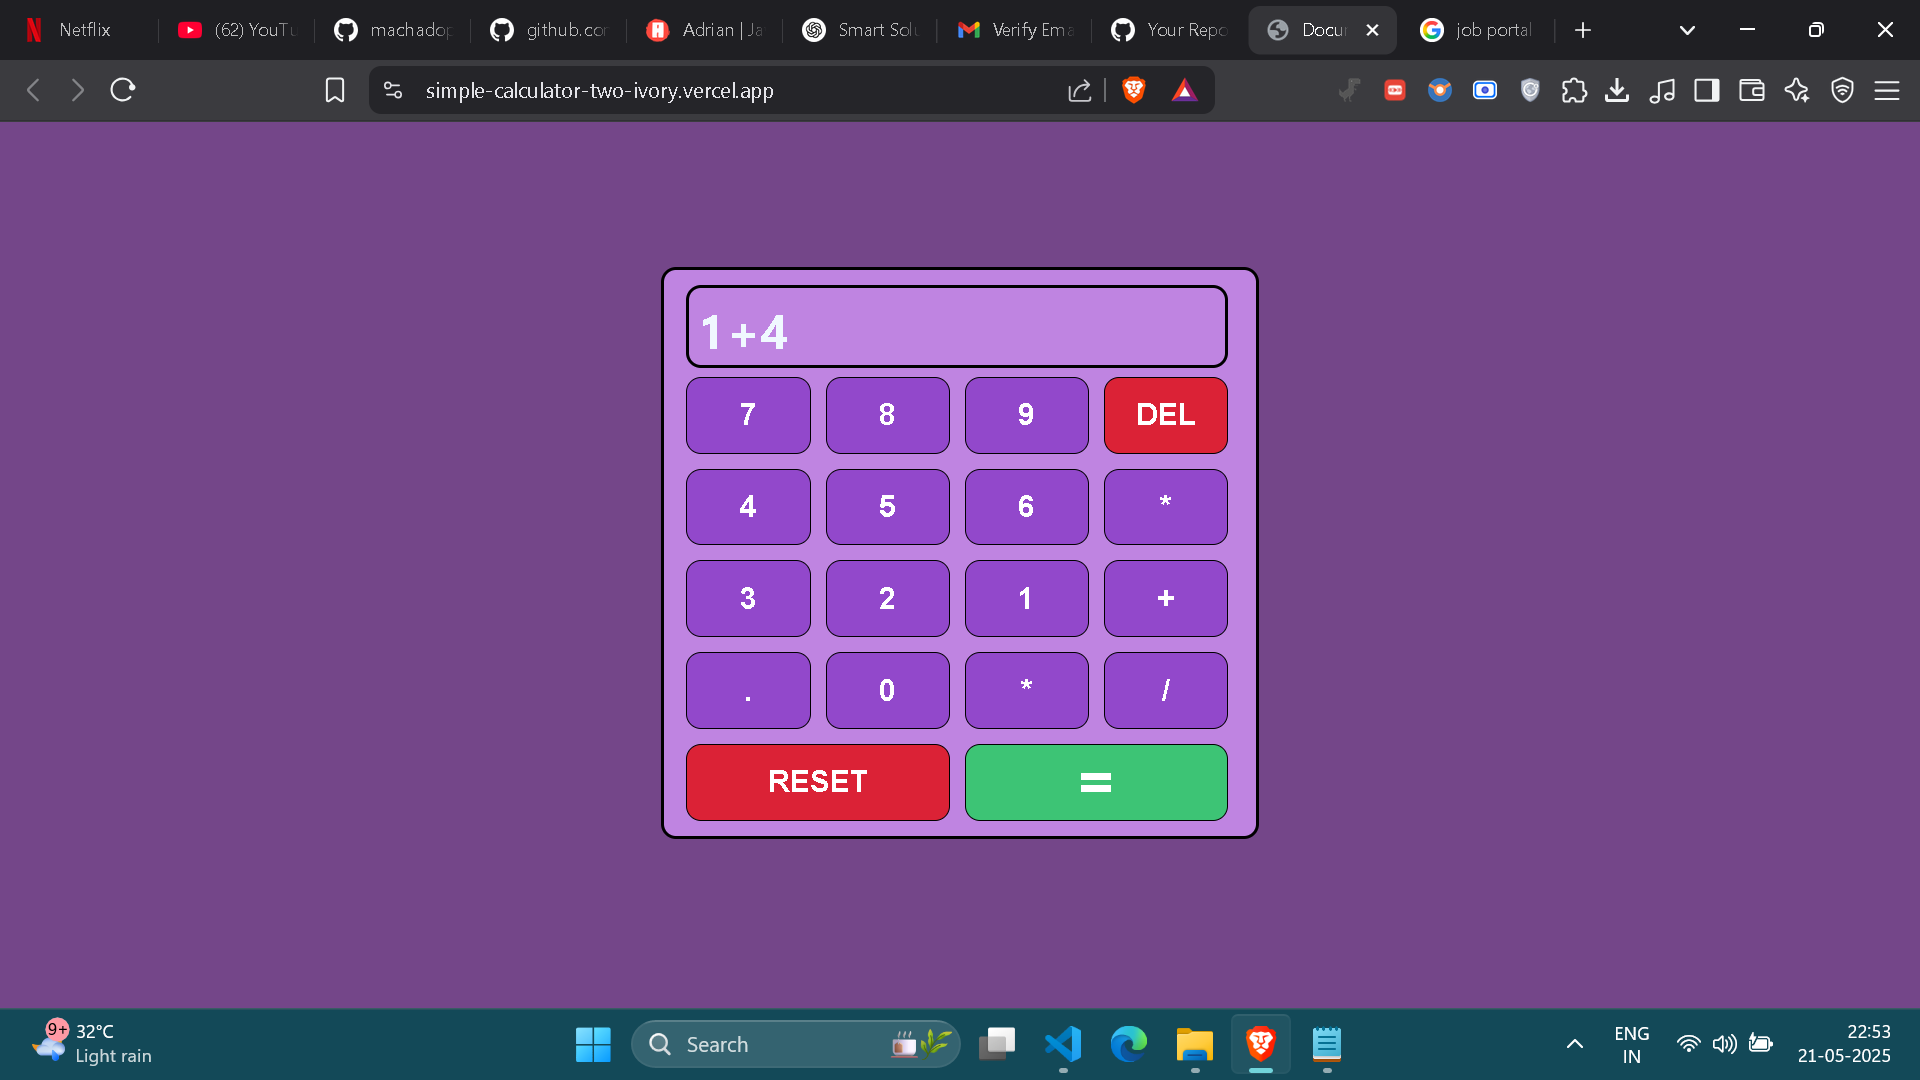 Netflix
(62) YouTu
machadop
github.cor
Adrian | Ja
Smart Solu
Verify Ema
Your Repo
Docur
job portal
simple-calculator-two-ivory.vercel.app
1+4
7 8 9 DEL
4 5 6 *
3 2 1 +
. 0 * /
RESET =
9+
32°C
Light rain
Search
ENG
IN
22:53
21-05-2025